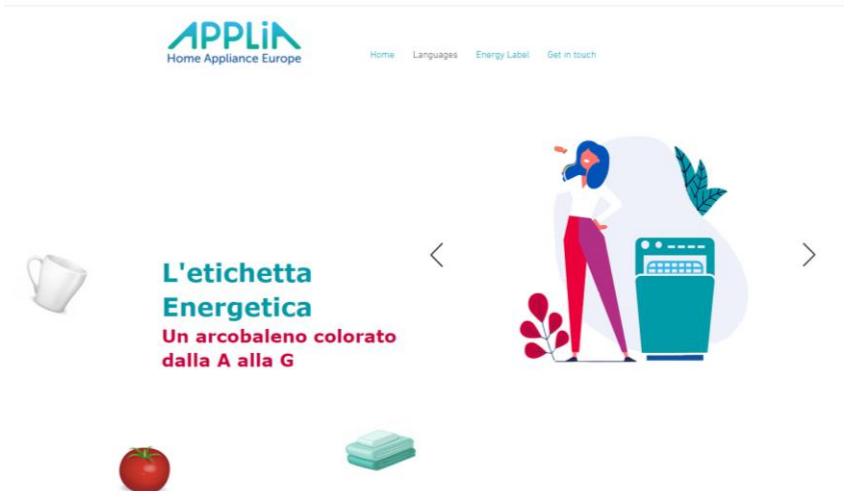 APPLiA
Home Appliance Europe
Home Languages Energy Label Get in touch
L'etichetta
Energetica
Un arcobaleno colorato
dalla A alla G